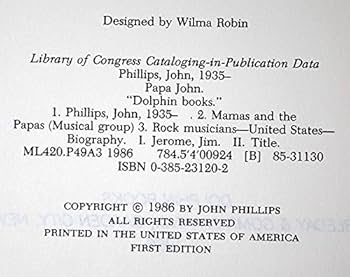 Designed by Wilma Robin
Library of Congress Cataloging-in-Publication Data
Phillips, John, 1935–
Papa John.
"Dolphin books."
1. Phillips, John, 1935– . 2. Mamas and the
Papas (Musical group) 3. Rock musicians—United States—
Biography. I. Jerome, Jim. II. Title.
ML420.P49A3 1986 784.5'4'00924 [B] 85-31130
ISBN 0-385-23120-2
COPYRIGHT © 1986 BY JOHN PHILLIPS
ALL RIGHTS RESERVED
PRINTED IN THE UNITED STATES OF AMERICA
FIRST EDITION